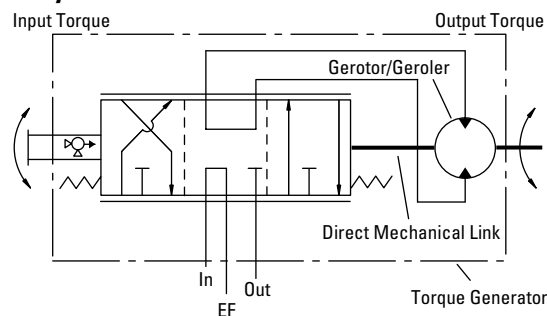 Input Torque
Output Torque
Gerotor/Geroler
Direct Mechanical Link
In
Out
EF
Torque Generator